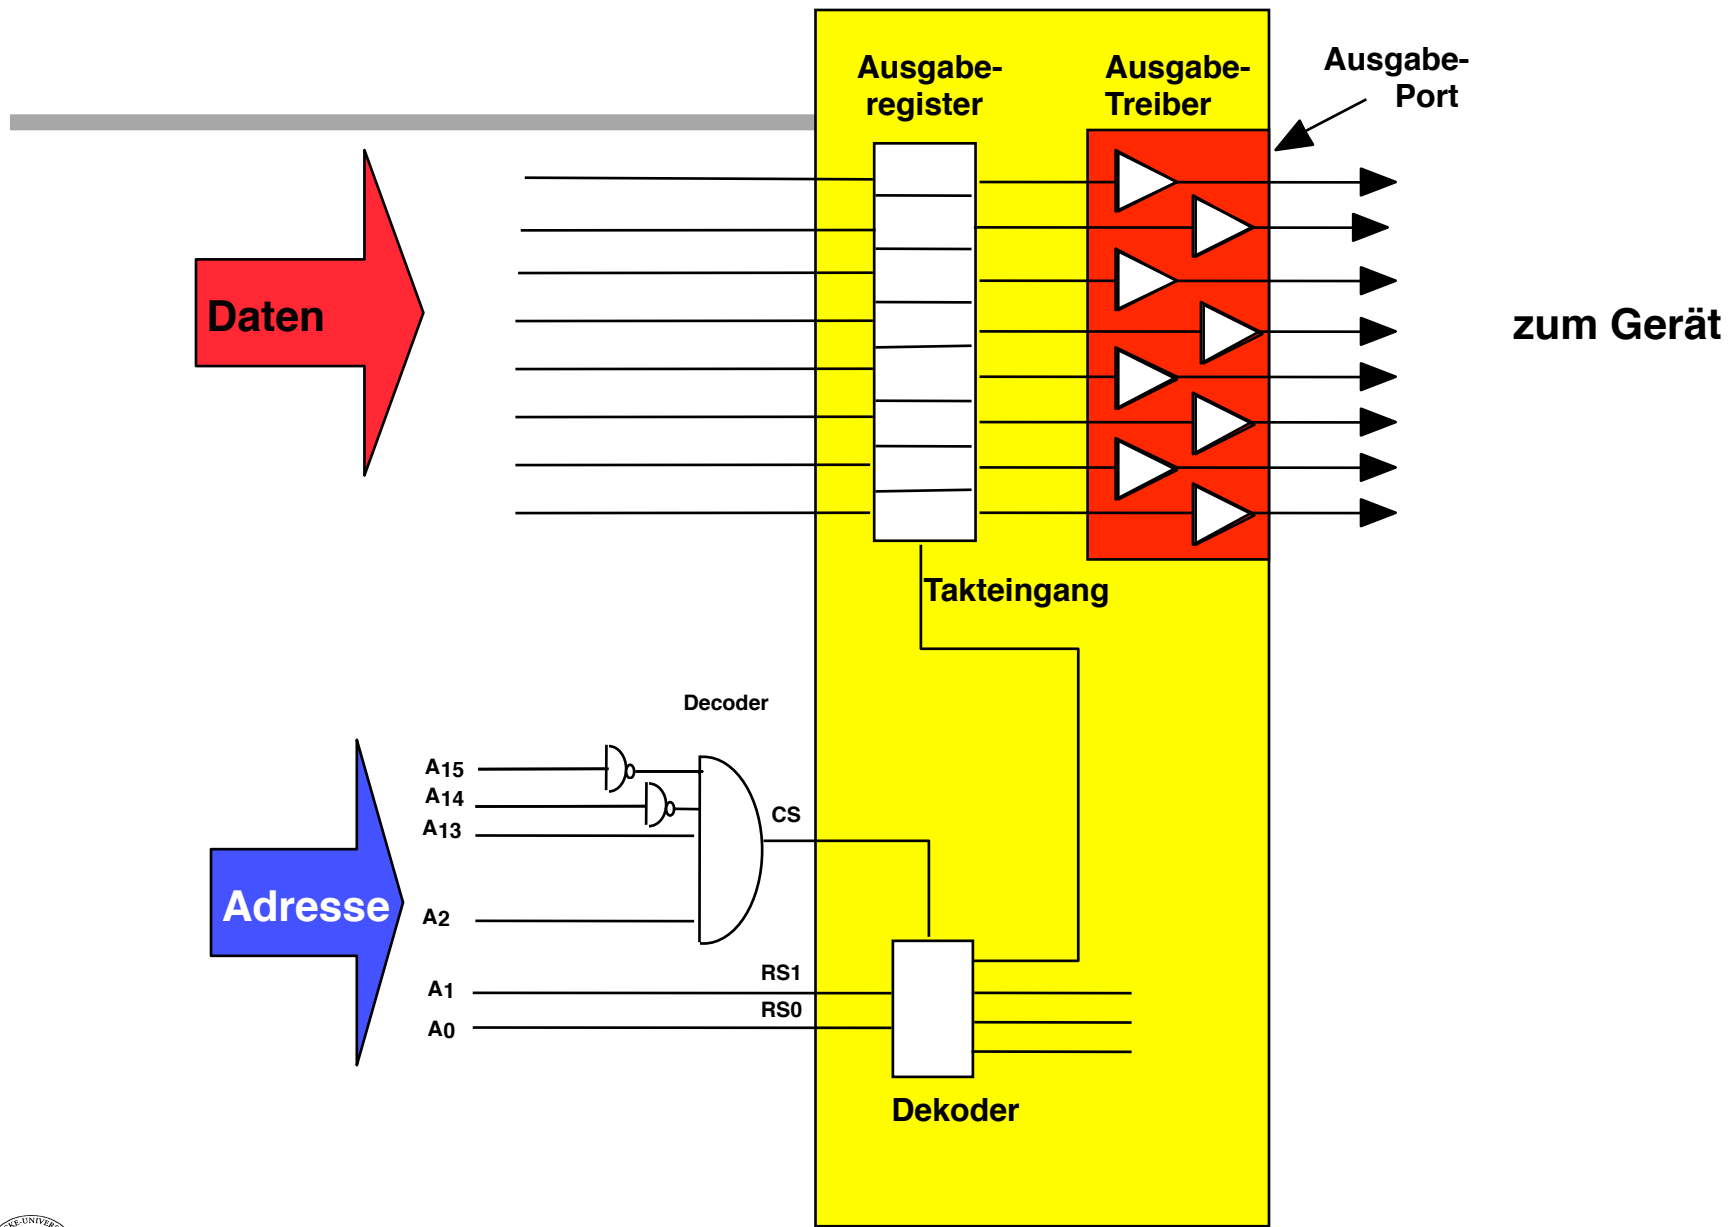 Ausgabe-
register
Ausgabe-
Treiber
Ausgabe-
Port
Daten
zum Gerät
Takteingang
Decoder
A15
A14
A13
CS
Adresse
A2
RS1
A1
RS0
A0
Dekoder